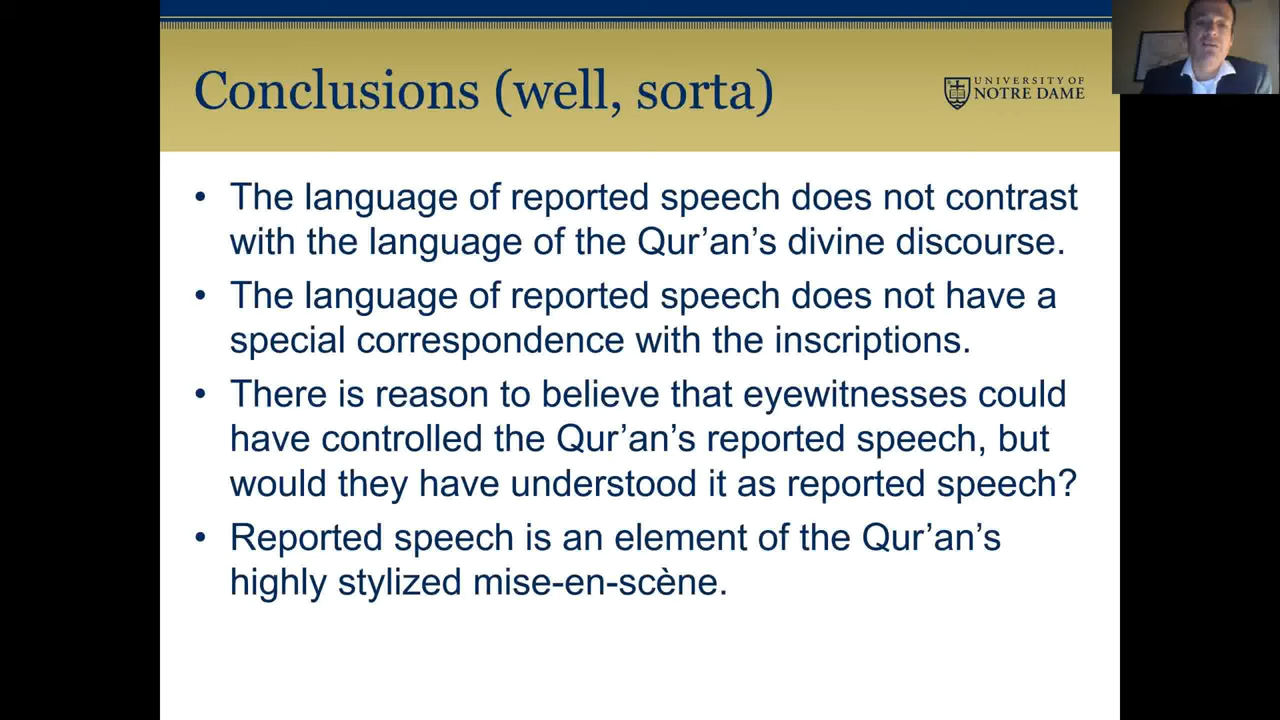 Conclusions (well, sorta)
UNIVERSITY OF
NOTRE DAME
• The language of reported speech does not contrast
with the language of the Qur’an’s divine discourse.
• The language of reported speech does not have a
special correspondence with the inscriptions.
• There is reason to believe that eyewitnesses could
have controlled the Qur’an’s reported speech, but
would they have understood it as reported speech?
• Reported speech is an element of the Qur’an’s
highly stylized mise-en-scène.